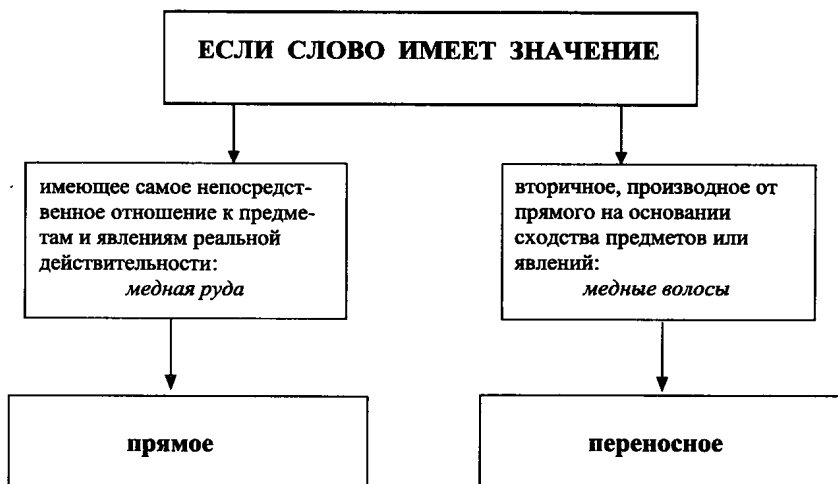 ЕСЛИ СЛОВО ИМЕЕТ ЗНАЧЕНИЕ
имеющее самое непосредст-
венное отношение к предме-
там и явлениям реальной
действительности:
медная руда
вторичное, производное от
прямого на основании
сходства предметов или
явлений:
медные волосы
прямое
переносное